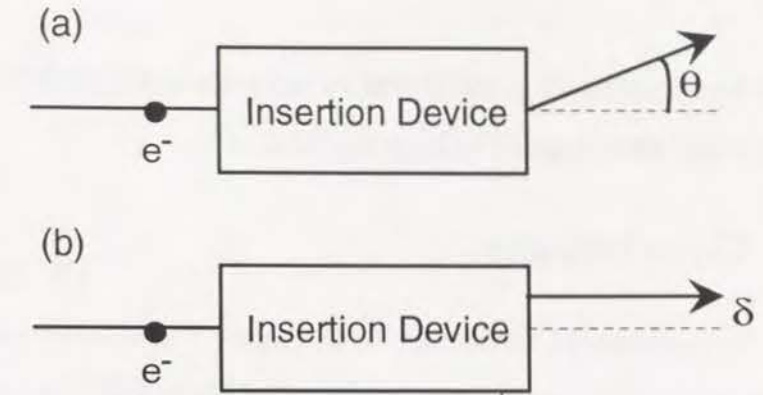 (a)
Insertion Device
θ
e⁻
(b)
Insertion Device
δ
e⁻